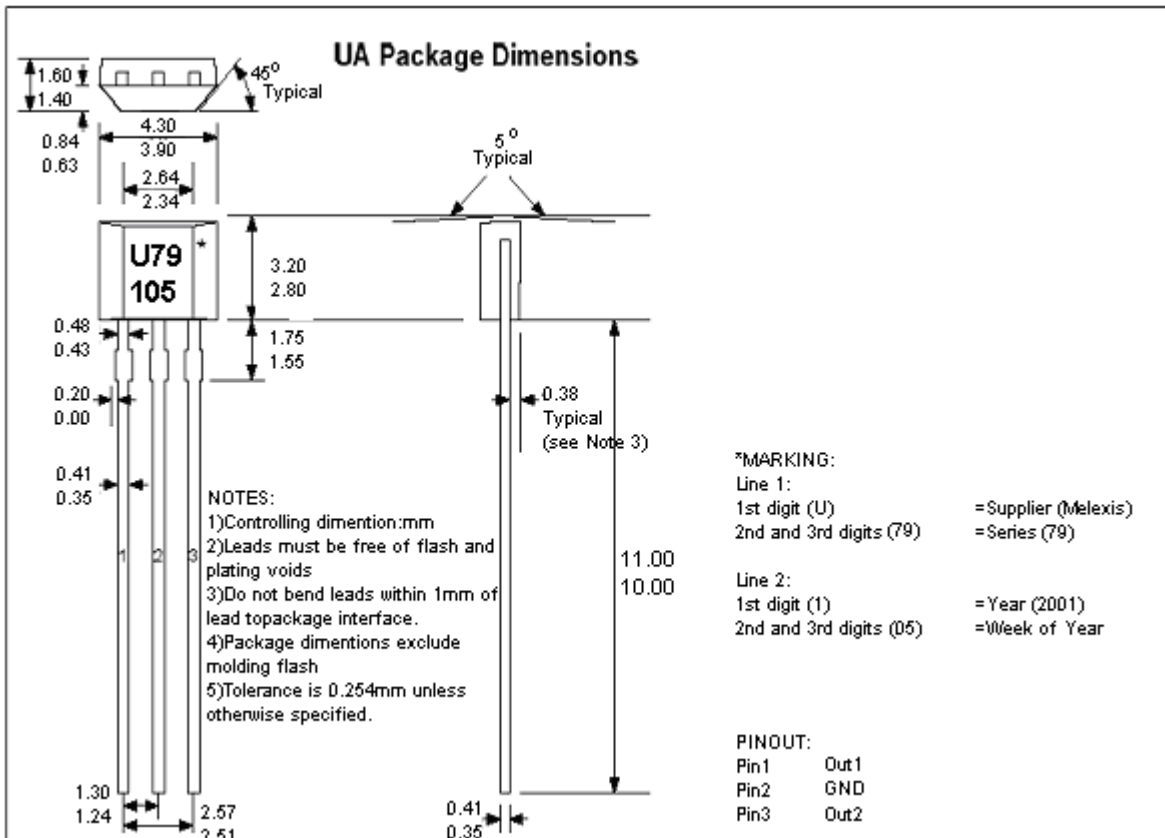 UA Package Dimensions
1.60
1.40
45°
Typical
0.84
0.63
4.30
3.90
2.64
2.34
5°
Typical
U79
*
105
3.20
2.80
0.48
0.43
1.75
1.55
0.20
0.00
0.38
Typical
(see Note 3)
0.41
0.35
NOTES:
1)Controlling dimention:mm
2)Leads must be free of flash and
plating voids
3)Do not bend leads within 1mm of
lead topackage interface.
4)Package dimentions exclude
molding flash
5)Tolerance is 0.254mm unless
otherwise specified.
1 2 3
11.00
10.00
*MARKING:
Line 1:
1st digit (U) =Supplier (Melexis)
2nd and 3rd digits (79) =Series (79)
Line 2:
1st digit (1) =Year (2001)
2nd and 3rd digits (05) =Week of Year
PINOUT:
Pin1 Out1
Pin2 GND
Pin3 Out2
1.30
1.24
2.57
2.51
0.41
0.35